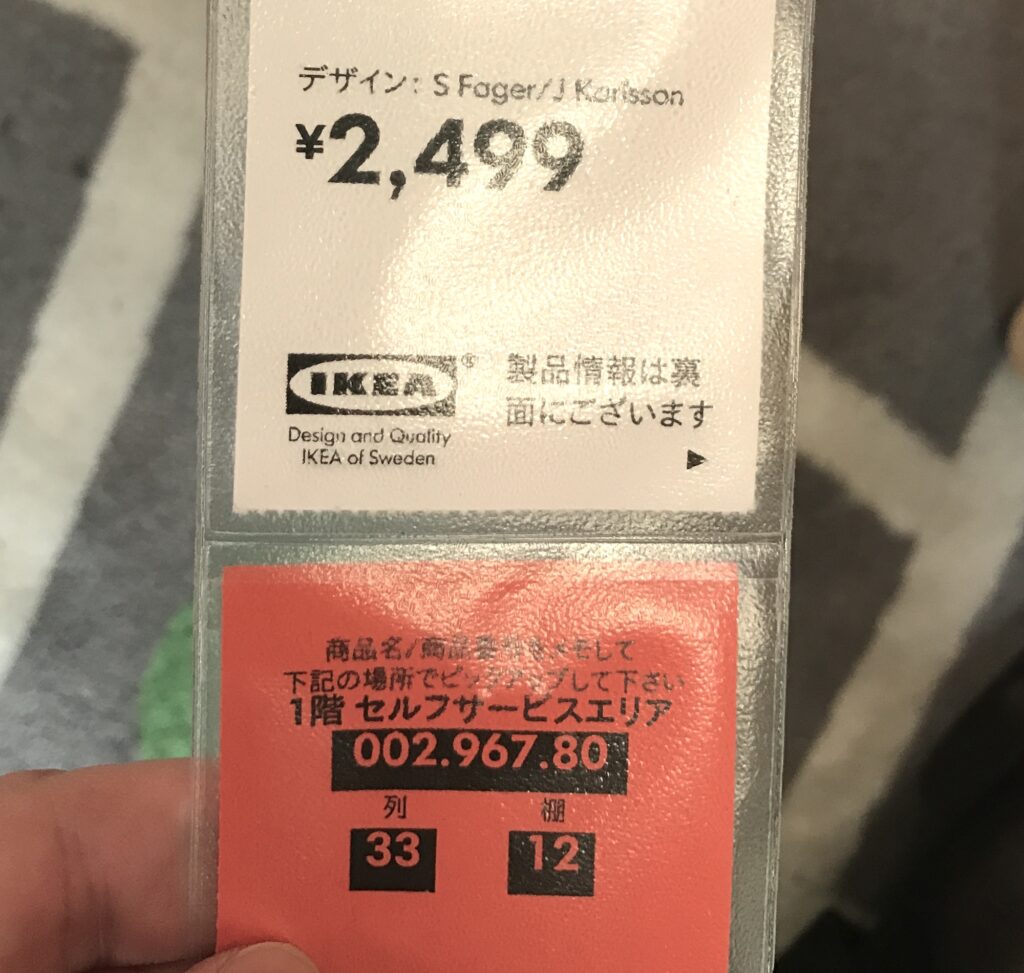 デザイン: S Fager/J Karlsson
¥2,499
IKEA®
Design and Quality
IKEA of Sweden
製品情報は裏
面にございます
▶
商品名/商品番号をメモして
下記の場所でピックアップして下さい
1階 セルフサービスエリア
002.967.80
列 棚
33 12